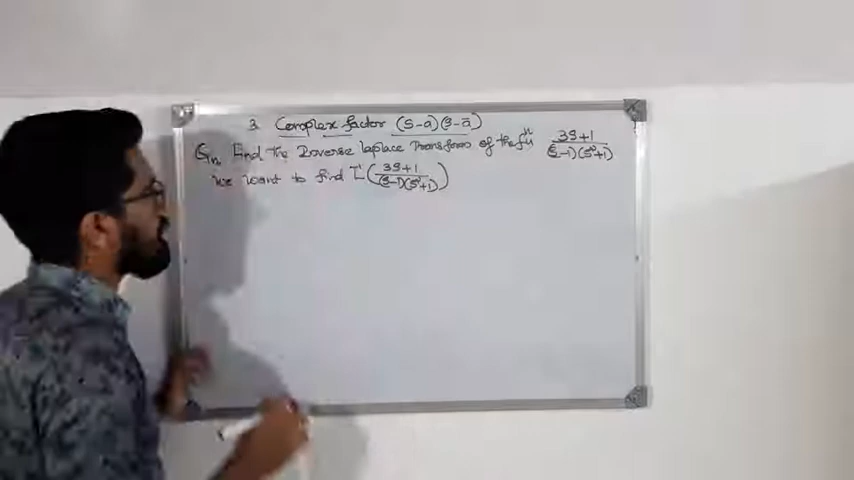 3. Complex factor (s-a)(s-ā)
Qn Find the Inverse laplace Transform of the fuⁿ 3s+1/(s-1)(s²+1)
we want to find L⁻¹(3s+1/(s-1)(s²+1))